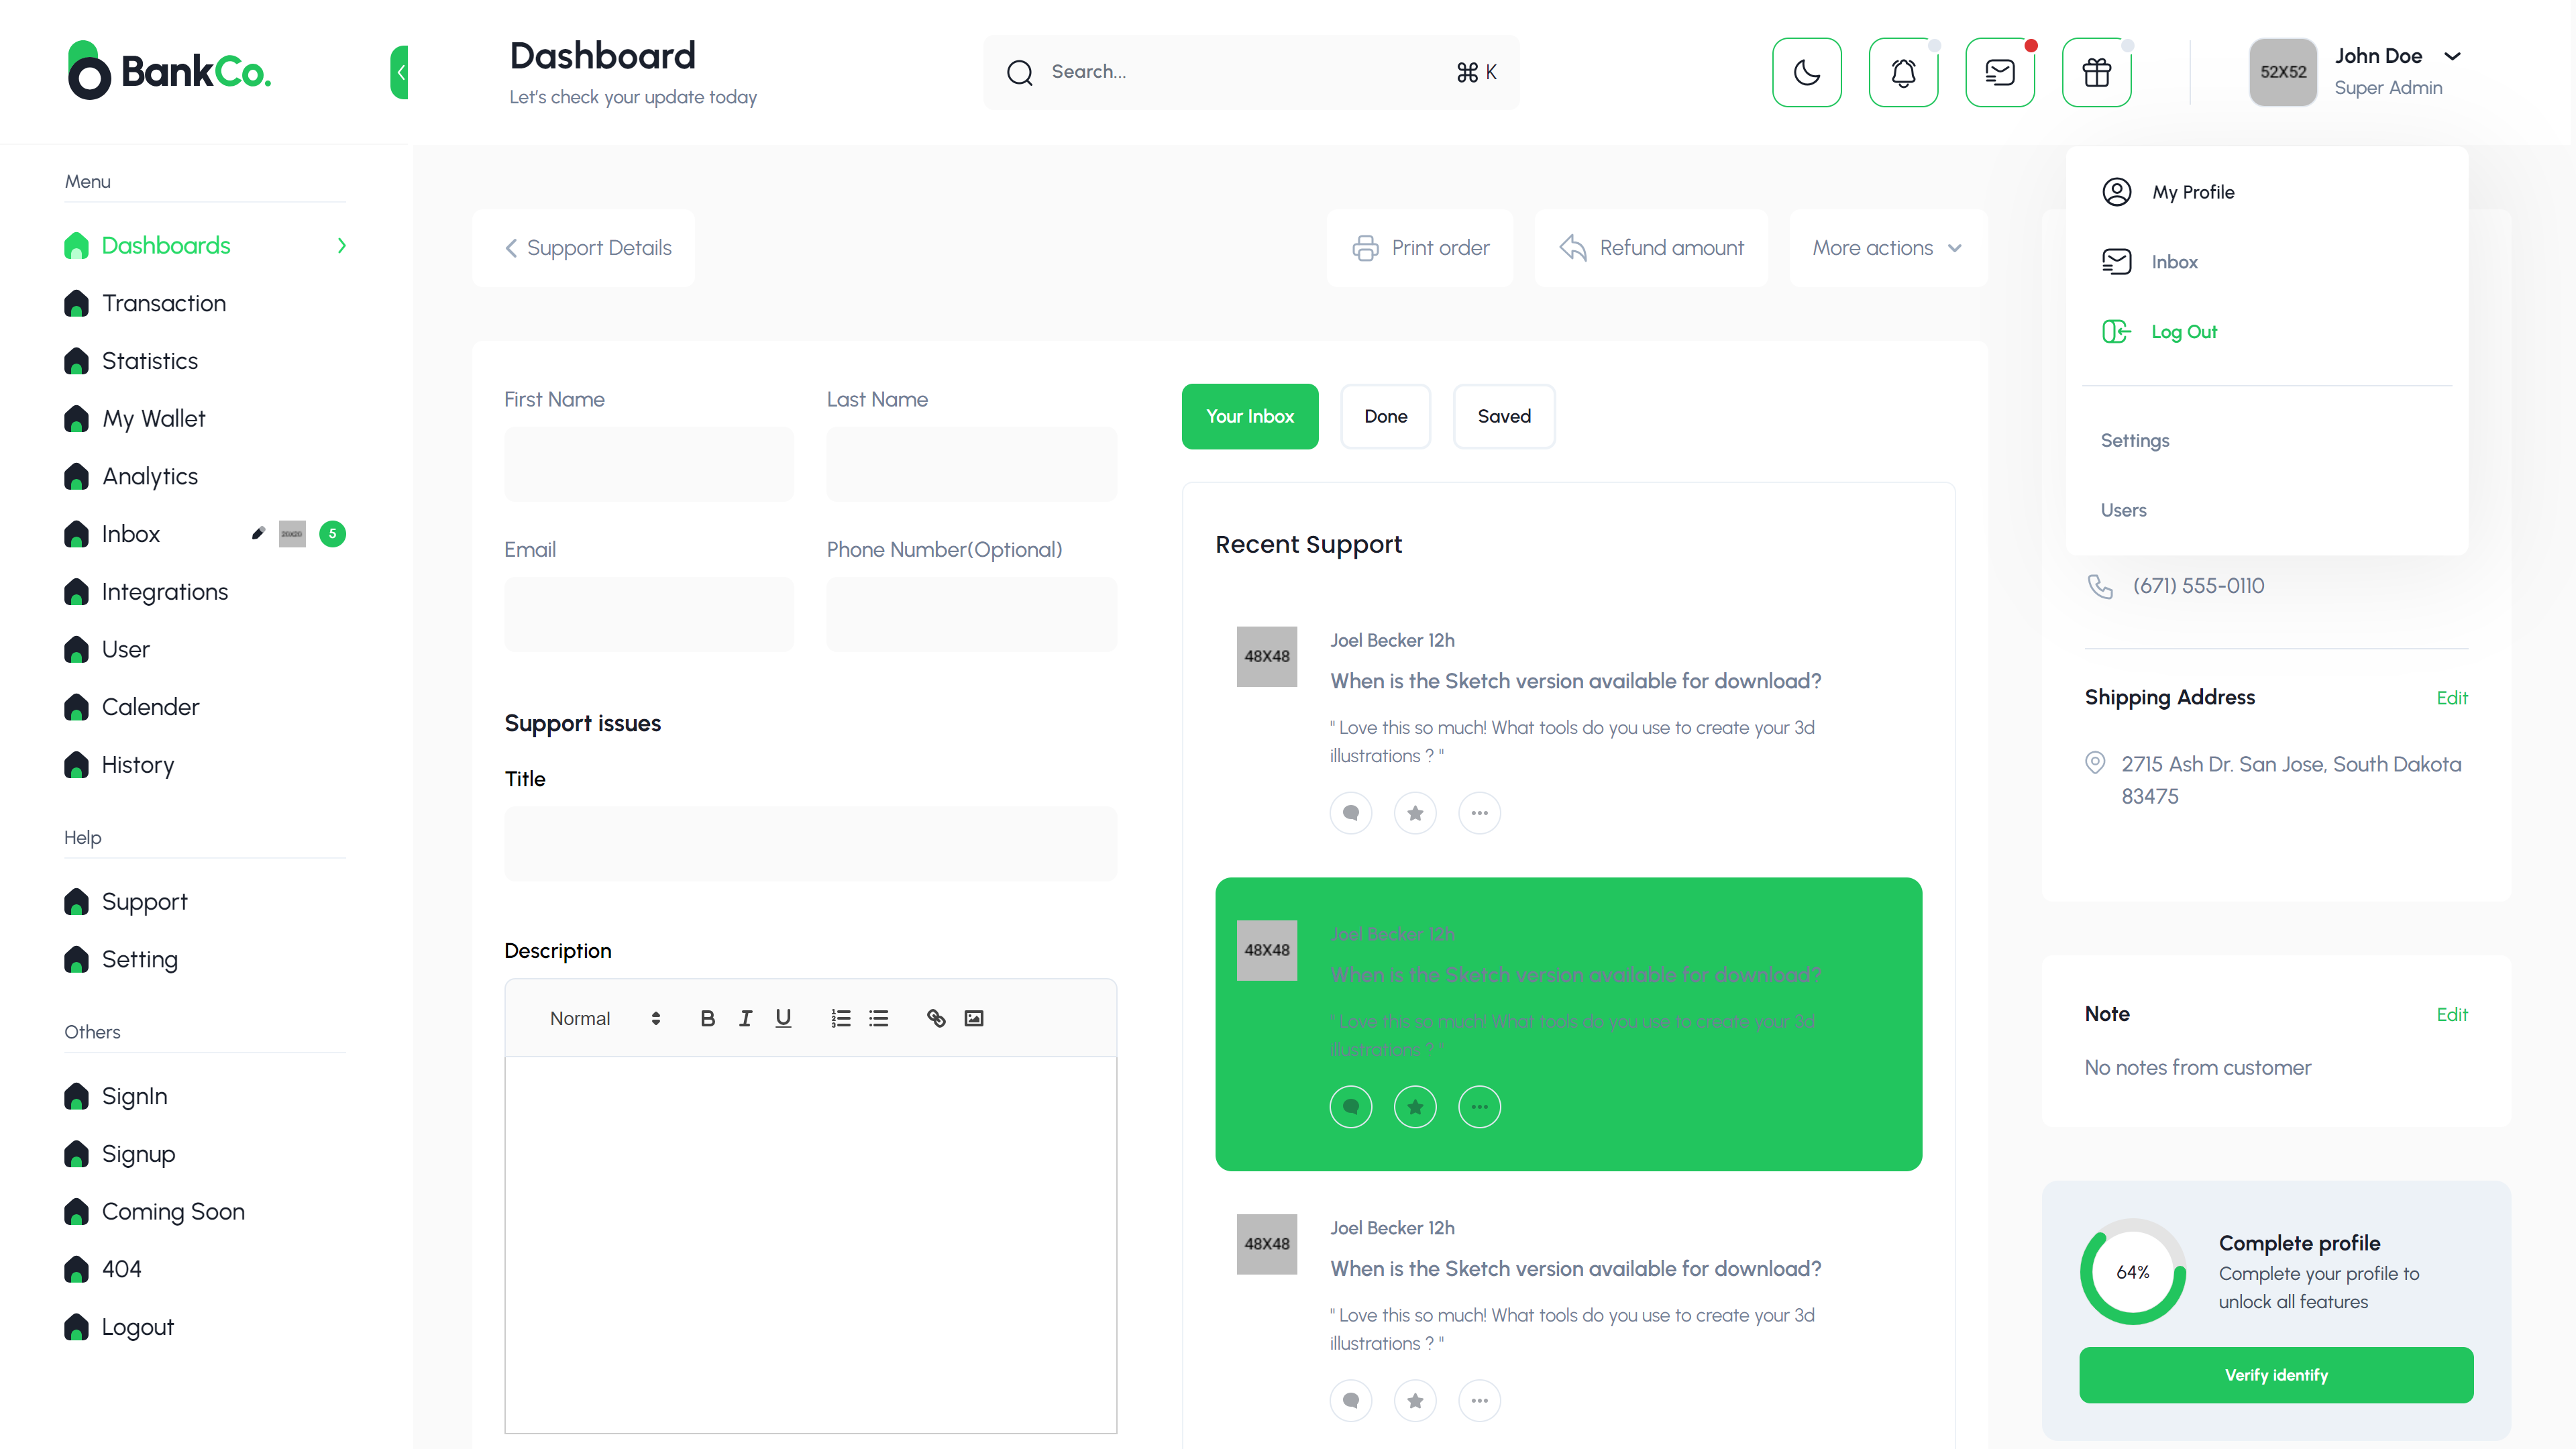 BankCo.
Dashboard
Let's check your update today
Search...
⌘ K
52X52
John Doe
Super Admin
Menu
Dashboards
Transaction
Statistics
My Wallet
Analytics
Inbox
20X20
5
Integrations
User
Calender
History
Help
Support
Setting
Others
SignIn
Signup
Coming Soon
404
Logout
Support Details
Print order
Refund amount
More actions
First Name
Last Name
Email
Phone Number(Optional)
Support issues
Title
Description
Normal
Your Inbox
Done
Saved
Recent Support
48X48
Joel Becker 12h
When is the Sketch version available for download?
" Love this so much! What tools do you use to create your 3d
illustrations ? "
48X48
Joel Becker 12h
When is the Sketch version available for download?
" Love this so much! What tools do you use to create your 3d
illustrations ? "
48X48
Joel Becker 12h
When is the Sketch version available for download?
" Love this so much! What tools do you use to create your 3d
illustrations ? "
My Profile
Inbox
Log Out
Settings
Users
(671) 555-0110
Shipping Address
Edit
2715 Ash Dr. San Jose, South Dakota
83475
Note
Edit
No notes from customer
64%
Complete profile
Complete your profile to
unlock all features
Verify identify